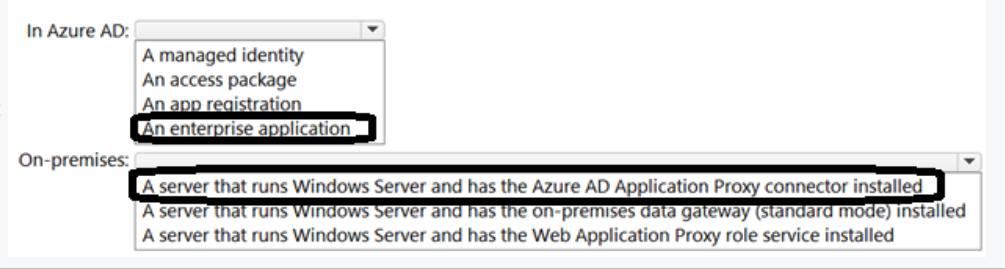 In Azure AD:
A managed identity
An access package
An app registration
An enterprise application
On-premises:
A server that runs Windows Server and has the Azure AD Application Proxy connector installed
A server that runs Windows Server and has the on-premises data gateway (standard mode) installed
A server that runs Windows Server and has the Web Application Proxy role service installed